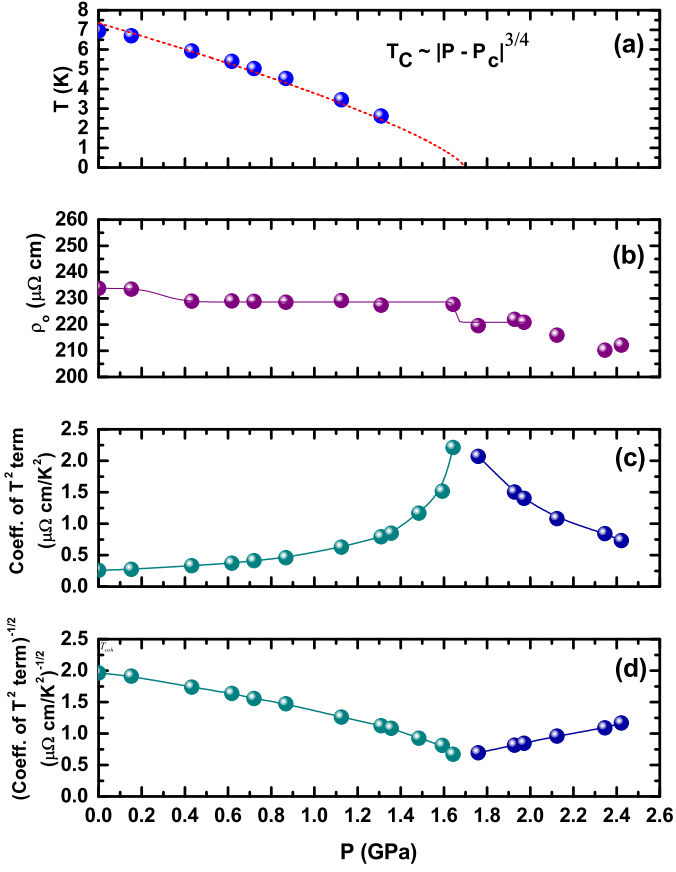 8
7
6
5
4
3
2
1
0
T (K)
T_C ~ |P - P_c|^3/4
(a)
260
250
240
230
220
210
200
ρ_o (μΩ cm)
(b)
2.5
2.0
1.5
1.0
0.5
0.0
Coeff. of T^2 term
(μΩ cm/K^2)
(c)
2.5
2.0
1.5
1.0
0.5
0.0
(Coeff. of T^2 term)^-1/2
(μΩ cm/K^2)^-1/2
T_coh
(d)
0.0 0.2 0.4 0.6 0.8 1.0 1.2 1.4 1.6 1.8 2.0 2.2 2.4 2.6
P (GPa)